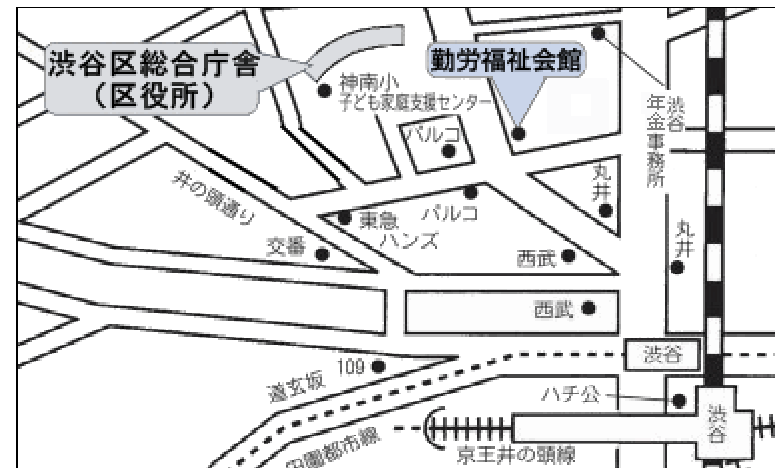 渋谷区総合庁舎
（区役所）
勤労福祉会館
神南小
子ども家庭支援センター
渋谷
年金事務所
パルコ
丸井
井の頭通り
東急
ハンズ
パルコ
丸井
交番
西武
西武
渋谷
109
道玄坂
ハチ公
渋谷
田園都市線
京王井の頭線